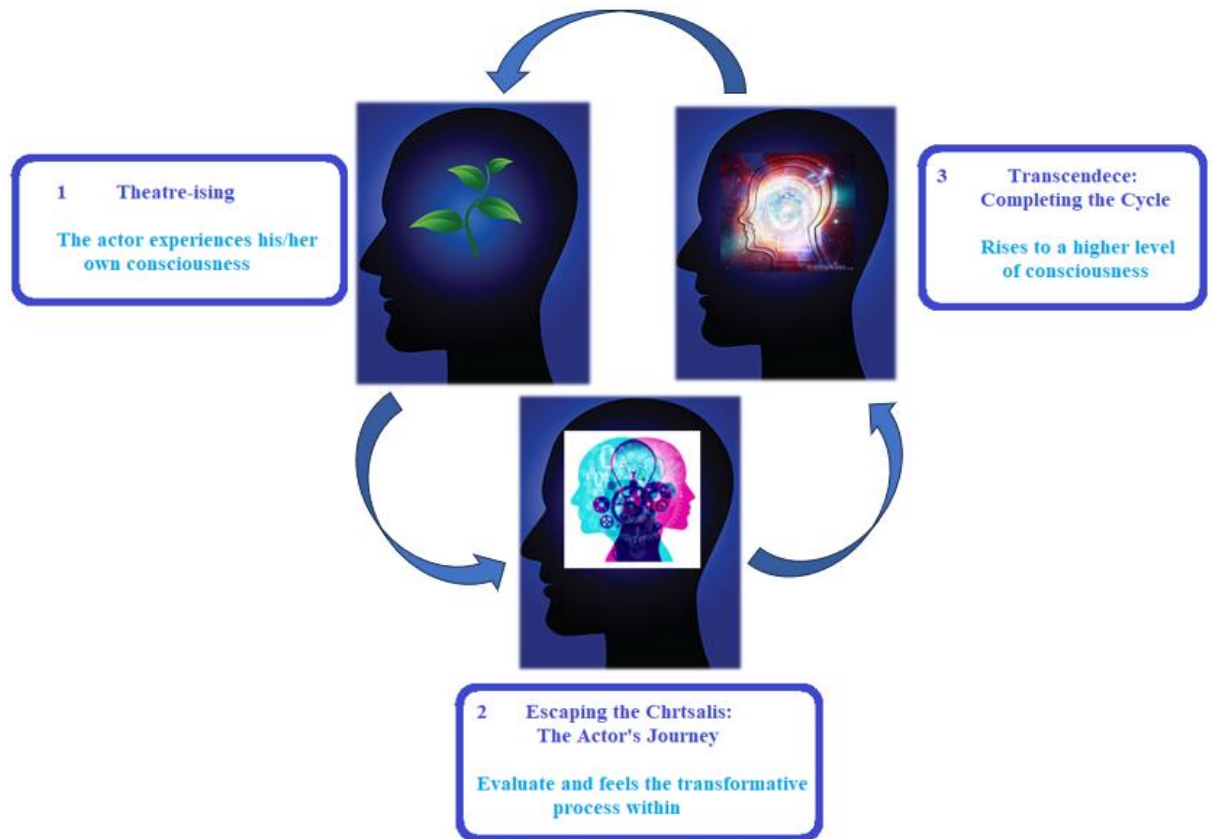 1 Theatre-ising
The actor experiences his/her
own consciousness
3 Transcendece:
Completing the Cycle
Rises to a higher level
of consciousness
2 Escaping the Chrtsalis:
The Actor's Journey
Evaluate and feels the transformative
process within